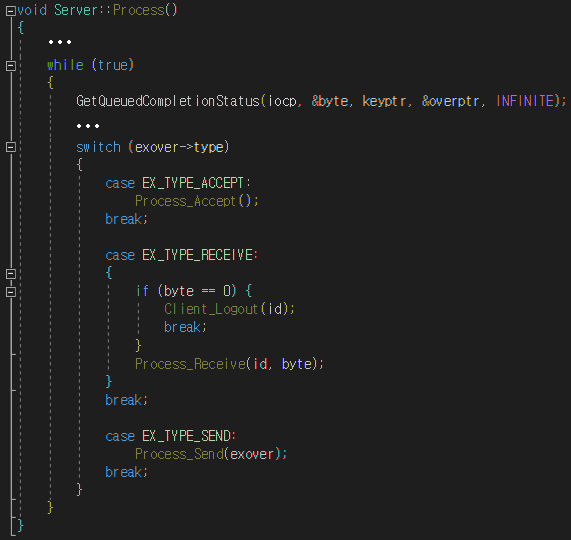 void Server::Process()
{
...
while (true)
{
GetQueuedCompletionStatus(iocp, &byte, keyptr, &overptr, INFINITE);
...
switch (exover->type)
{
case EX_TYPE_ACCEPT:
Process_Accept();
break;
case EX_TYPE_RECEIVE:
{
if (byte == 0) {
Client_Logout(id);
break;
}
Process_Receive(id, byte);
}
break;
case EX_TYPE_SEND:
Process_Send(exover);
break;
}
}
}